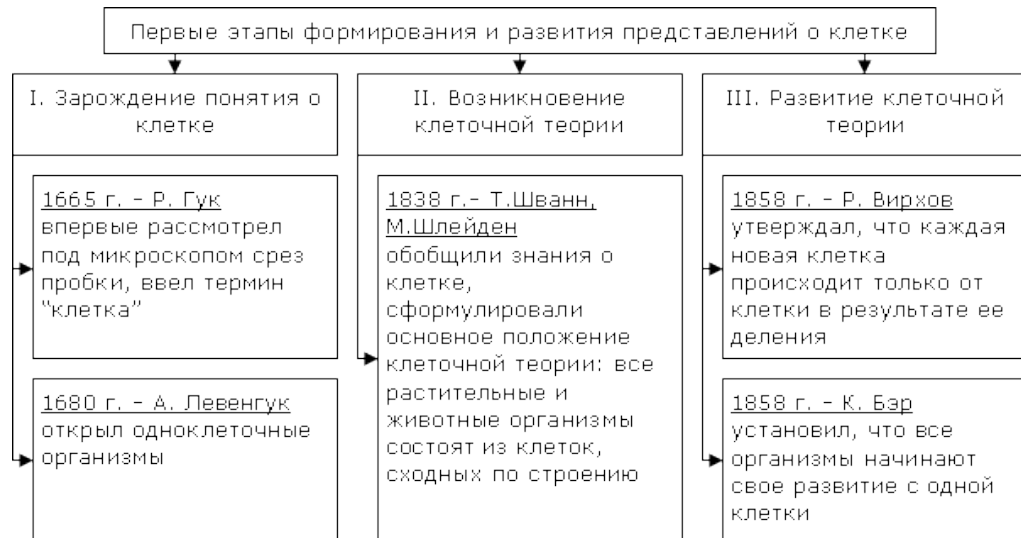 Первые этапы формирования и развития представлений о клетке
I. Зарождение понятия о
клетке
1665 г. – Р. Гук
впервые рассмотрел
под микроскопом срез
пробки, ввел термин
“клетка”
1680 г. – А. Левенгук
открыл одноклеточные
организмы
II. Возникновение
клеточной теории
1838 г.– Т.Шванн,
М.Шлейден
обобщили знания о
клетке,
сформулировали
основное положение
клеточной теории: все
растительные и
животные организмы
состоят из клеток,
сходных по строению
III. Развитие клеточной
теории
1858 г. – Р. Вирхов
утверждал, что каждая
новая клетка
происходит только от
клетки в результате ее
деления
1858 г. – К. Бэр
установил, что все
организмы начинают
свое развитие с одной
клетки